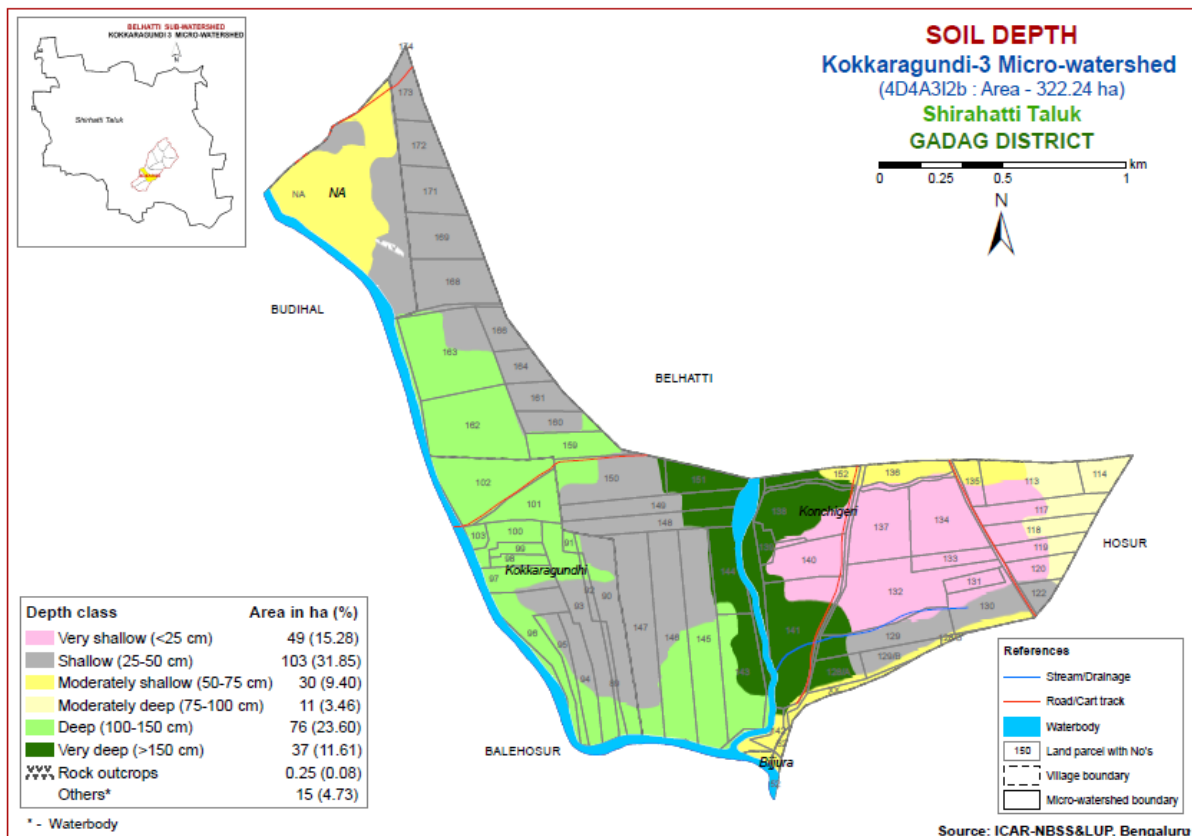 BELHATTI SUB-WATERSHED
KOKKARAGUNDI 3 MICRO-WATERSHED
N
Shirhatti Taluk
SOIL DEPTH
Kokkaragundi-3 Micro-watershed
(4D4A3I2b : Area - 322.24 ha)
Shirahatti Taluk
GADAG DISTRICT
km
0 0.25 0.5 1
N
174
173
172
171
NA NA
169
168
BUDIHAL
166
163
164
BELHATTI
161
160
162
159
102
150
151
152
136
135
113
114
101
149
148
138
Konchigeri
117
137
134
118
103
100
99
98
91
139
140
133
119
HOSUR
97
Kokkaragundhi
92
90
144
120
131
93
132
122
130
147
146
145
141
96
95
129
129/B
94
89
143
BALEHOSUR
Bijura
Depth class Area in ha (%)
Very shallow (<25 cm) 49 (15.28)
Shallow (25-50 cm) 103 (31.85)
Moderately shallow (50-75 cm) 30 (9.40)
Moderately deep (75-100 cm) 11 (3.46)
Deep (100-150 cm) 76 (23.60)
Very deep (>150 cm) 37 (11.61)
Rock outcrops 0.25 (0.08)
Others* 15 (4.73)
* - Waterbody
References
Stream/Drainage
Road/Cart track
Waterbody
150 Land parcel with No's
Village boundary
Micro-watershed boundary
Source: ICAR-NBSS&LUP, Bengaluru